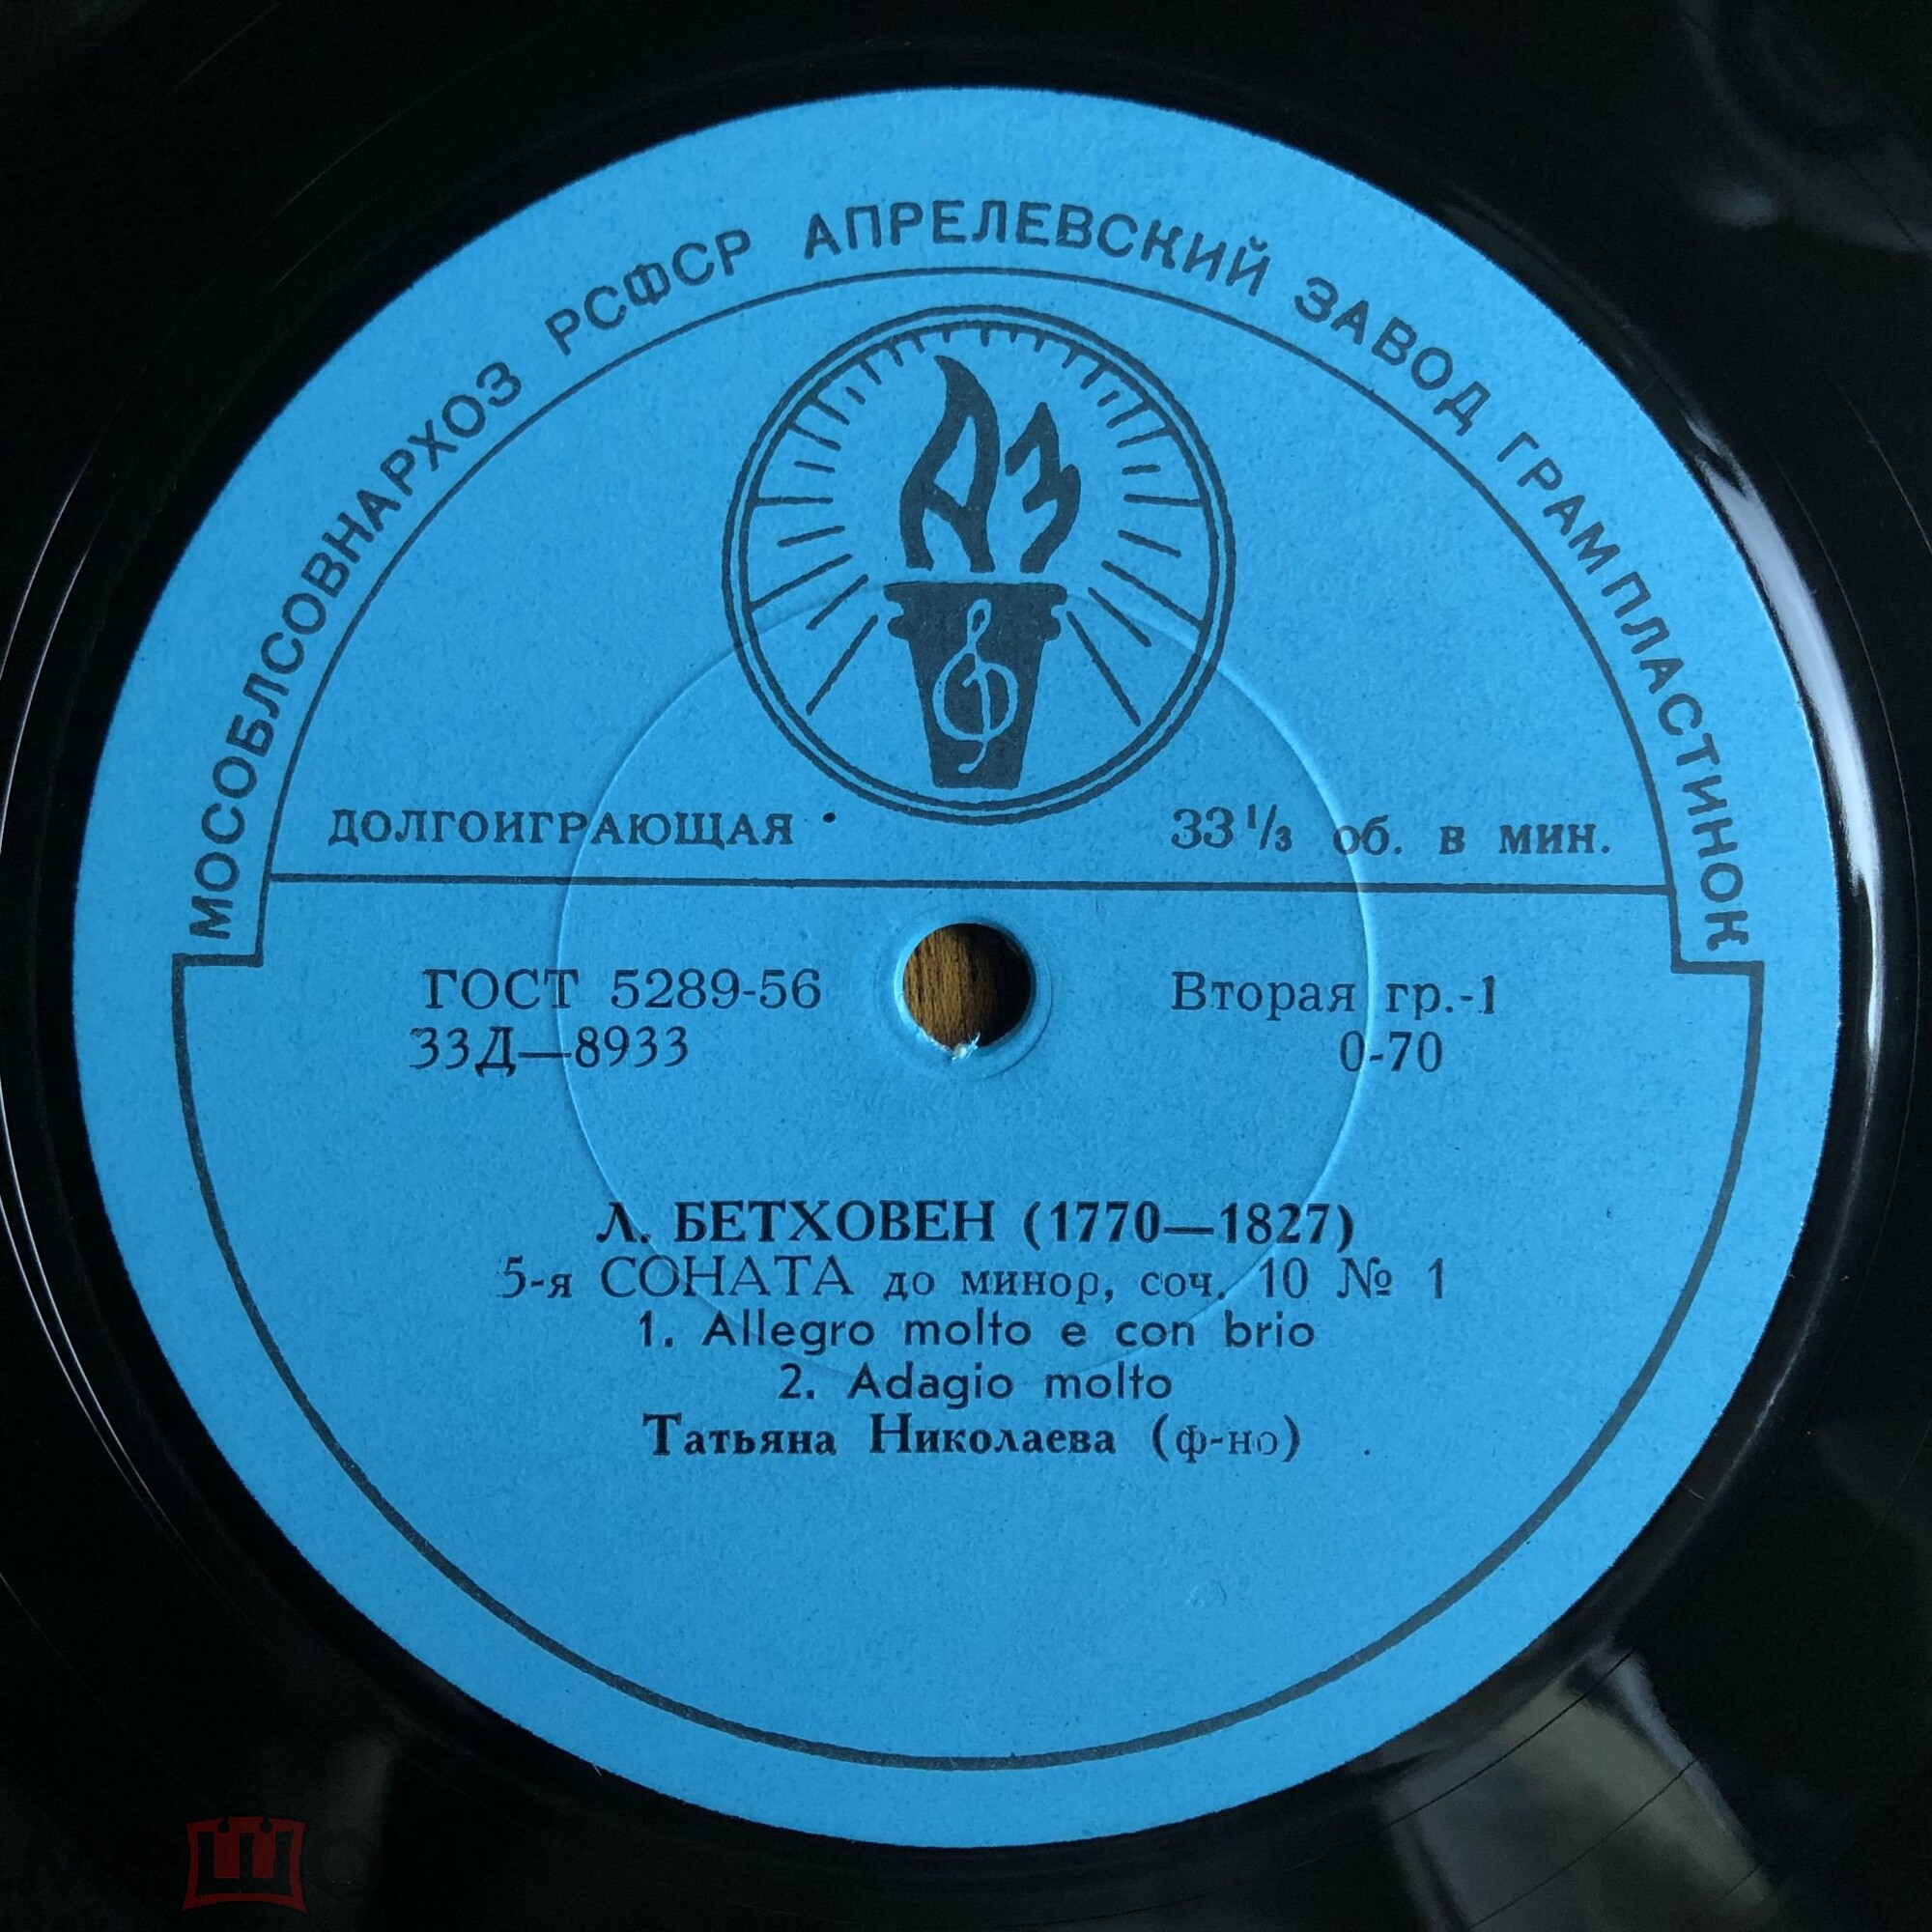 МОСОБЛСОВНАРХОЗ РСФСР АПРЕЛЕВСКИЙ ЗАВОД ГРАМПЛАСТИНОК
АЗ
ДОЛГОИГРАЮЩАЯ 33⅓ об. в мин.
ГОСТ 5289-56 Вторая гр.-1
33Д—8933 0-70
Л. БЕТХОВЕН (1770—1827)
5-я СОНАТА до минор, соч. 10 № 1
1. Allegro molto e con brio
2. Adagio molto
Татьяна Николаева (ф-но)